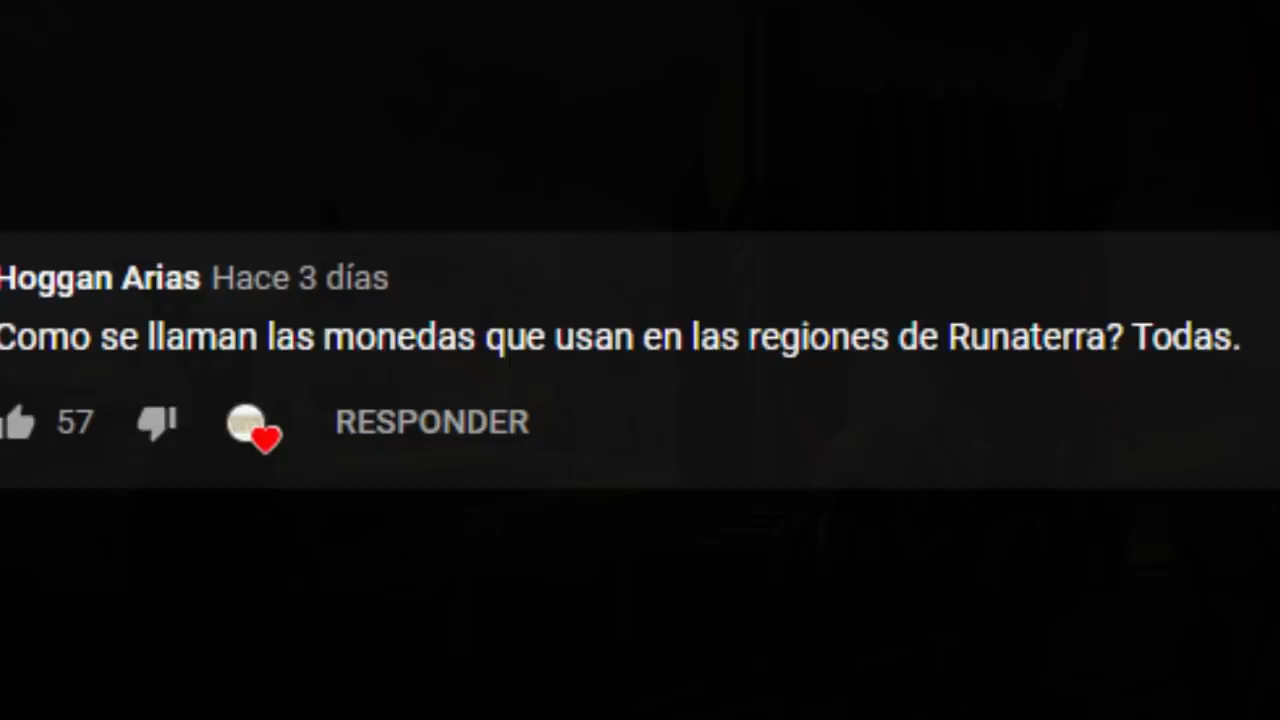 Hoggan Arias Hace 3 días
Como se llaman las monedas que usan en las regiones de Runaterra? Todas.
57 RESPONDER